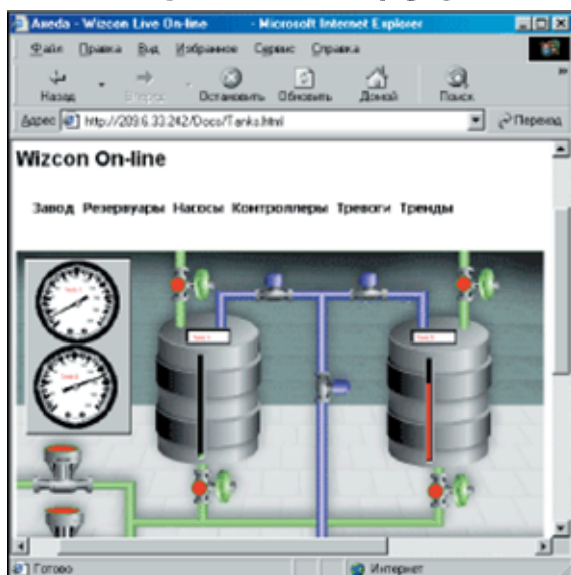 Axeda - Wizcon Live On-line - Microsoft Internet Explorer
Файл Правка Вид Избранное Сервис Справка
Назад Вперед Остановить Обновить Домой Поиск
Адрес http://209.6.33.242/Docs/Tanks.html Переход
Wizcon On-line
Завод Резервуары Насосы Контроллеры Тревоги Тренды
Готово Интернет